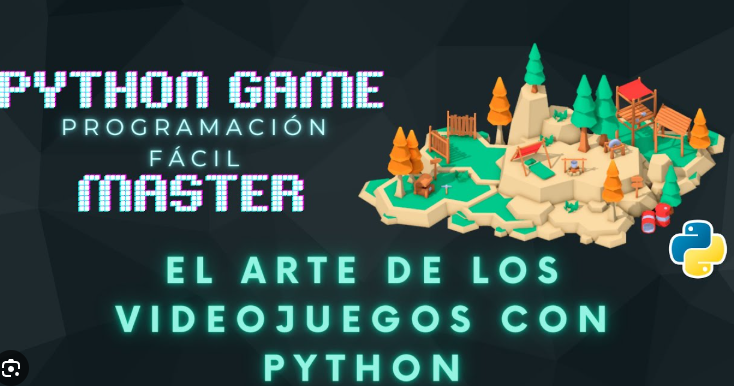 PYTHON GAME
PROGRAMACIÓN
FÁCIL
MASTER
EL ARTE DE LOS
VIDEOJUEGOS CON
PYTHON